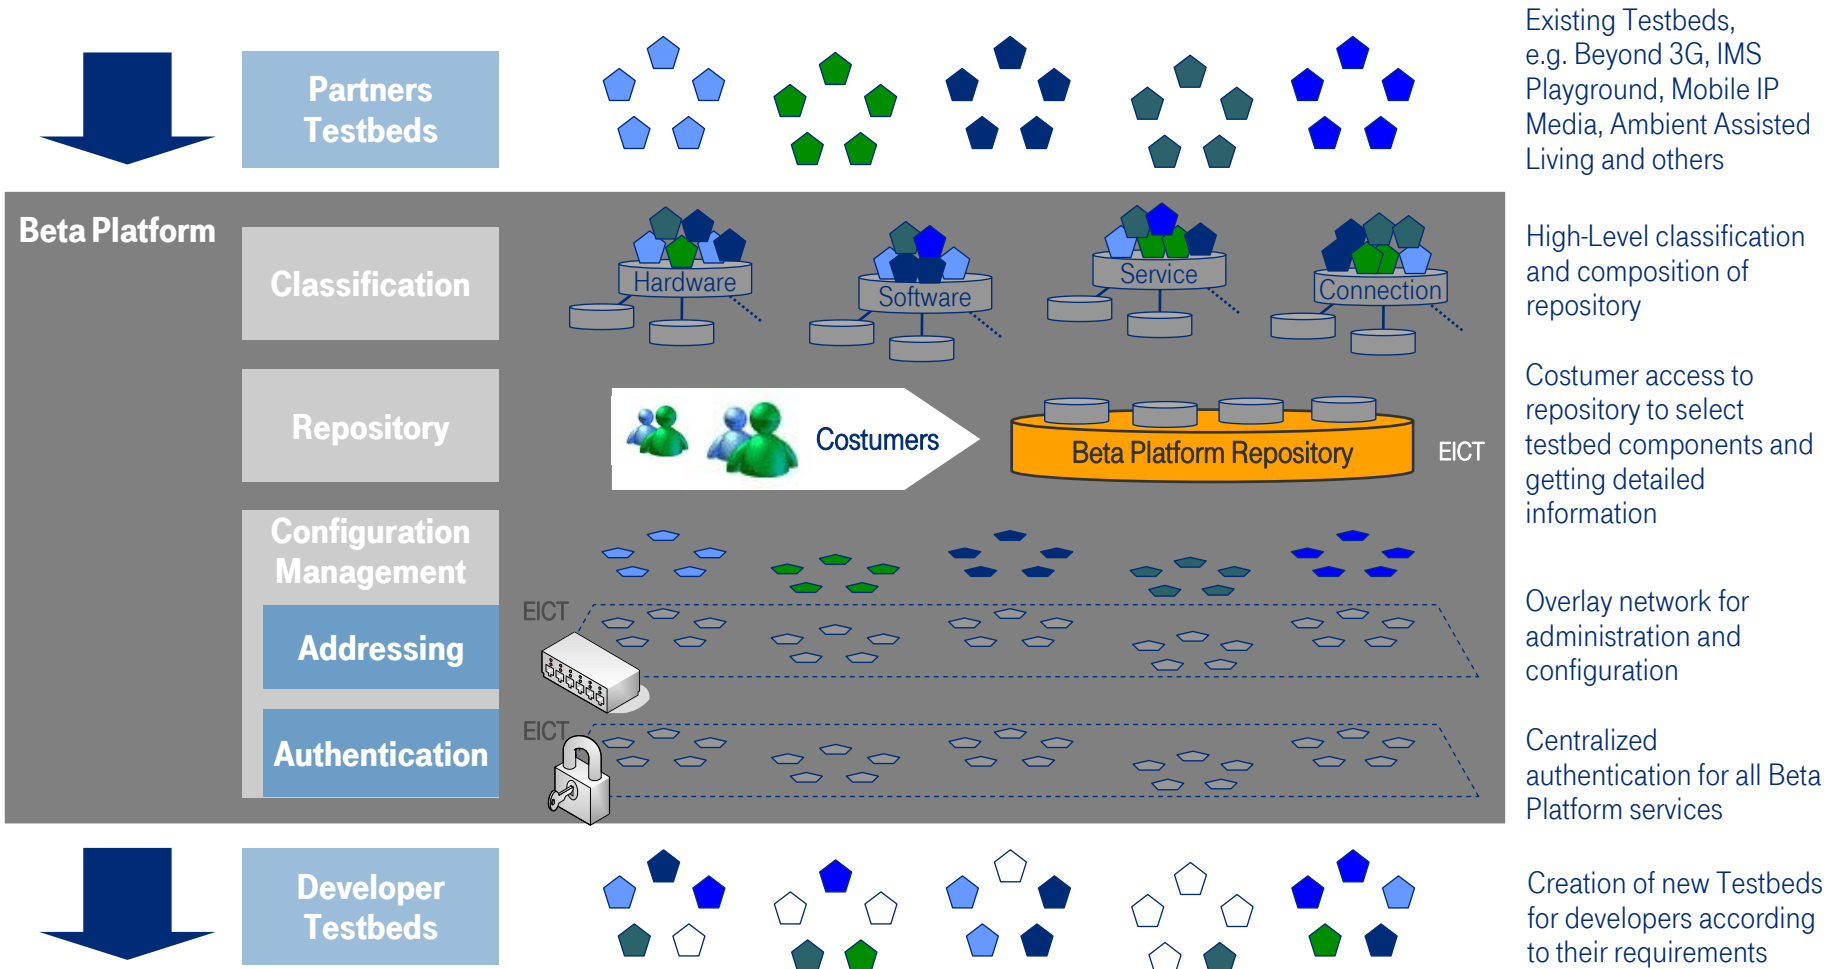 Partners
Testbeds
Existing Testbeds,
e.g. Beyond 3G, IMS
Playground, Mobile IP
Media, Ambient Assisted
Living and others
Beta Platform
Classification
Hardware
Software
Service
Connection
High-Level classification
and composition of
repository
Repository
Costumers
Beta Platform Repository
EICT
Costumer access to
repository to select
testbed components and
getting detailed
information
Configuration
Management
Addressing
EICT
Overlay network for
administration and
configuration
Authentication
EICT
Centralized
authentication for all Beta
Platform services
Developer
Testbeds
Creation of new Testbeds
for developers according
to their requirements